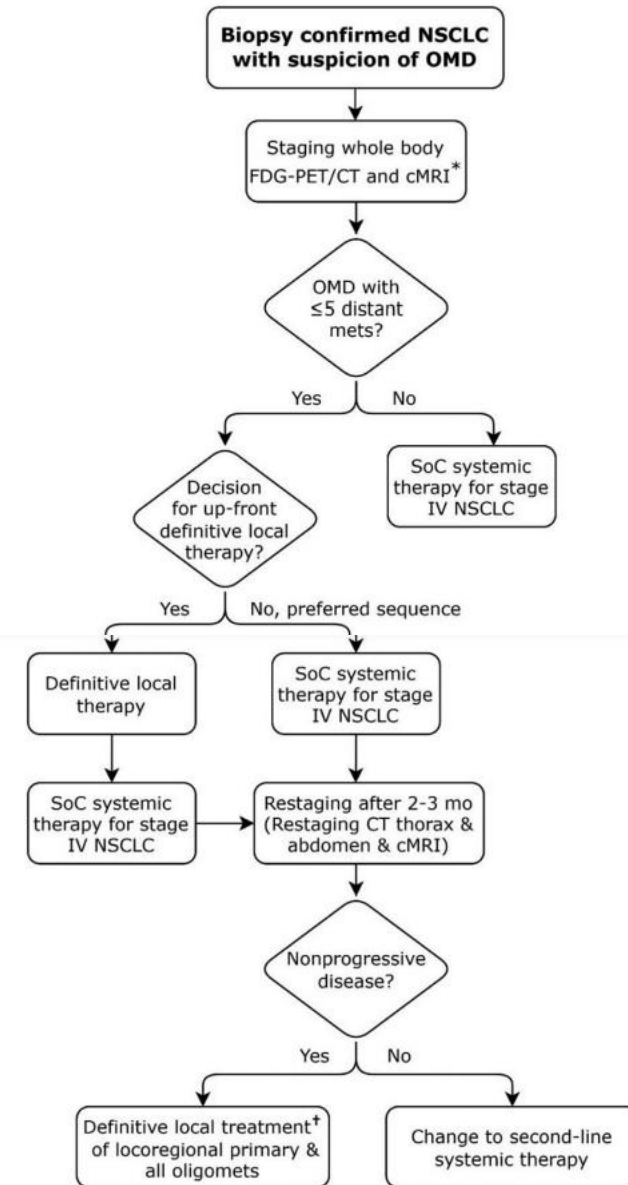 Biopsy confirmed NSCLC
with suspicion of OMD
Staging whole body
FDG-PET/CT and cMRI*
OMD with
≤5 distant
mets?
Yes
No
Decision
for up-front
definitive local
therapy?
SoC systemic
therapy for stage
IV NSCLC
Yes
No, preferred sequence
Definitive local
therapy
SoC systemic
therapy for stage
IV NSCLC
SoC systemic
therapy for stage
IV NSCLC
Restaging after 2-3 mo
(Restaging CT thorax &
abdomen & cMRI)
Nonprogressive
disease?
Yes
No
Definitive local treatment†
of locoregional primary &
all oligomets
Change to second-line
systemic therapy